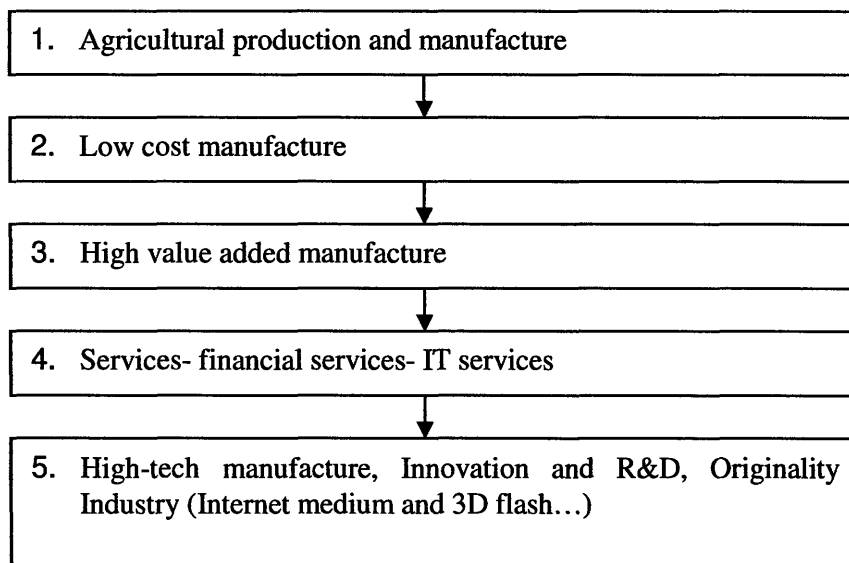 1. Agricultural production and manufacture
2. Low cost manufacture
3. High value added manufacture
4. Services- financial services- IT services
5. High-tech manufacture, Innovation and R&D, Originality
Industry (Internet medium and 3D flash…)